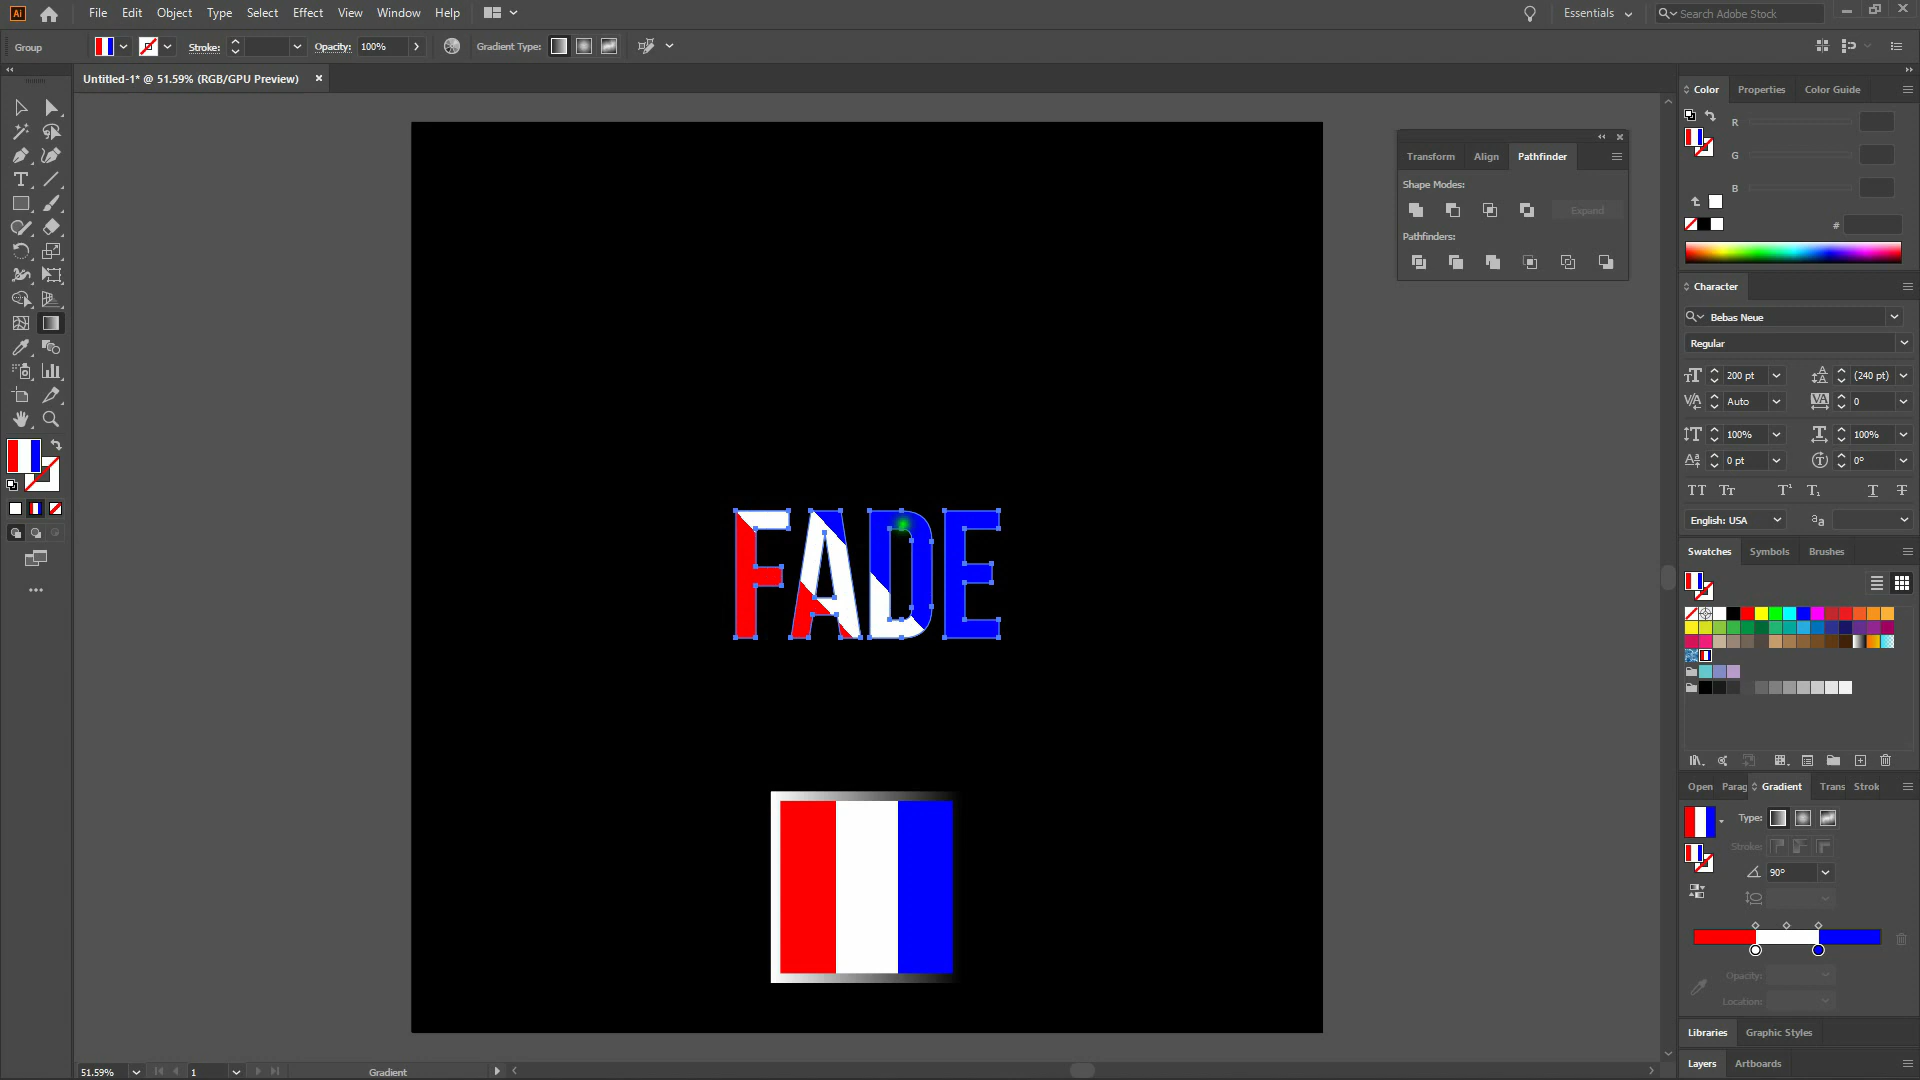 Ai
File Edit Object Type Select Effect View Window Help
Essentials
Search Adobe Stock
Group
Stroke:
Opacity: 100%
Gradient Type:
Untitled-1* @ 51.59% (RGB/GPU Preview)
Color Properties Color Guide
R
G
B
#
Transform Align Pathfinder
Shape Modes:
Expand
Pathfinders:
Character
Bebas Neue
Regular
200 pt (240 pt)
Auto 0
100% 100%
0 pt 0°
English: USA
FADE
Swatches Symbols Brushes
Open Parag Gradient Trans Strok
Type:
Stroke:
90°
Opacity:
Location:
Libraries Graphic Styles
Layers Artboards
51.59% 1 Gradient